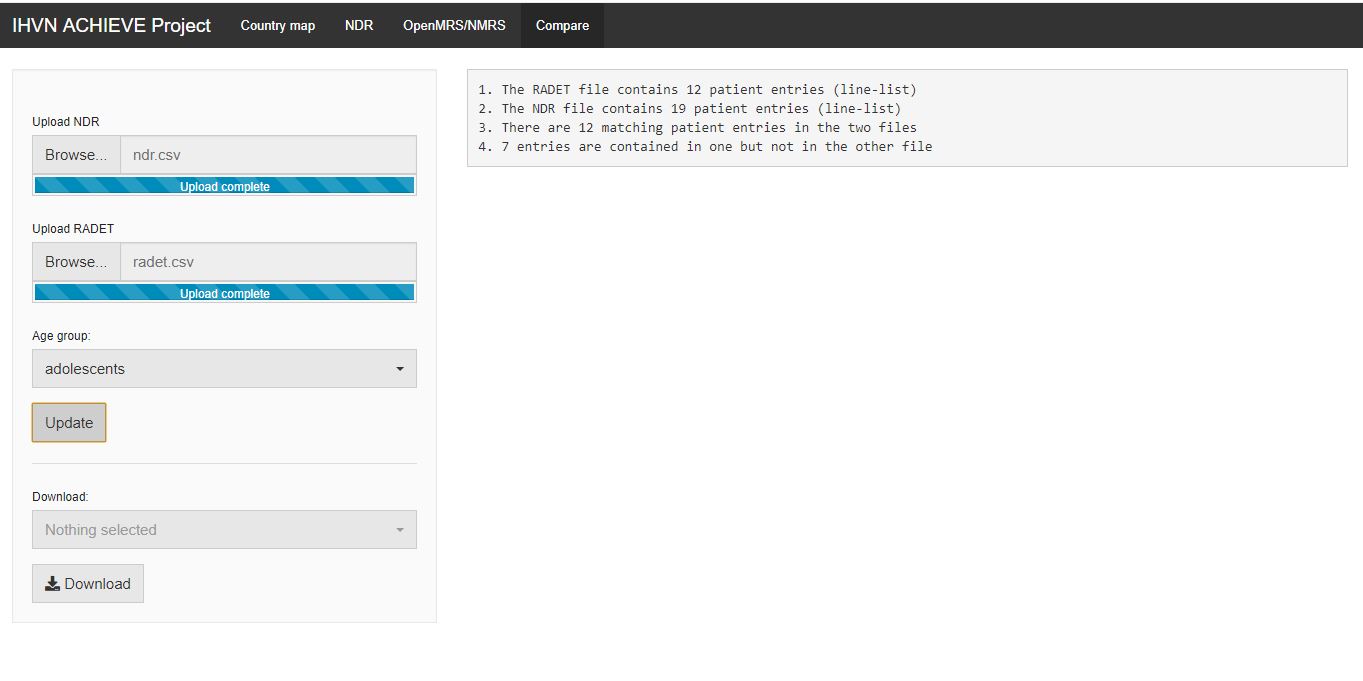 IHVN ACHIEVE Project Country map NDR OpenMRS/NMRS Compare
Upload NDR
Browse... ndr.csv
Upload complete
Upload RADET
Browse... radet.csv
Upload complete
Age group:
adolescents
Update
Download:
Nothing selected
Download
1. The RADET file contains 12 patient entries (line-list)
2. The NDR file contains 19 patient entries (line-list)
3. There are 12 matching patient entries in the two files
4. 7 entries are contained in one but not in the other file